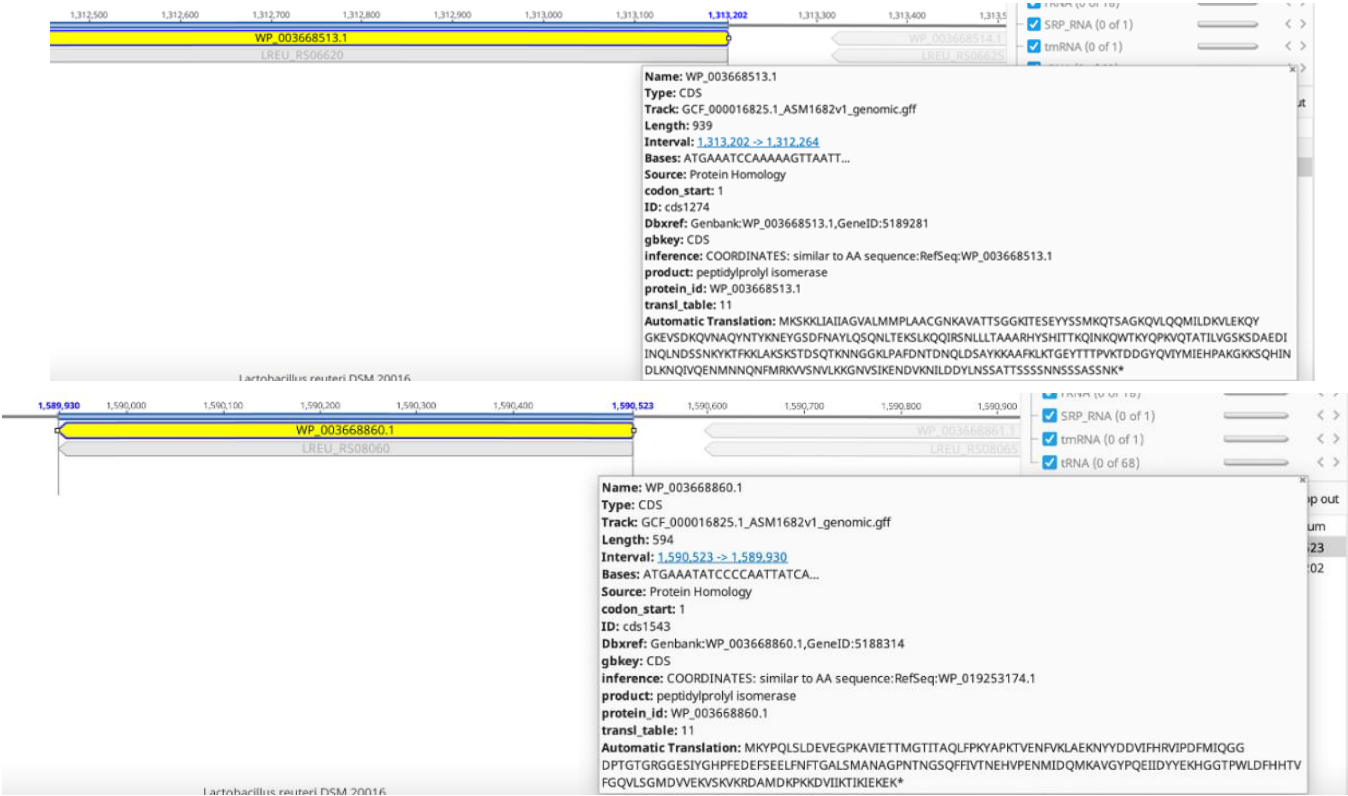 1,312,500 1,312,600 1,312,700 1,312,800 1,312,900 1,313,000 1,313,100 1,313,202 1,313,300 1,313,400 1,313,5
SRP_RNA (0 of 1)
WP_003668513.1 WP_003668514.1
tmRNA (0 of 1)
LREU_RS06620 LREU_RS06625
Name: WP_003668513.1
Type: CDS
Track: GCF_000016825.1_ASM1682v1_genomic.gff
Length: 939
Interval: 1,313,202 -> 1,312,264
Bases: ATGAAATCCAAAAAGTTAATT...
Source: Protein Homology
codon_start: 1
ID: cds1274
Dbxref: Genbank:WP_003668513.1,GeneID:5189281
gbkey: CDS
inference: COORDINATES: similar to AA sequence:RefSeq:WP_003668513.1
product: peptidylprolyl isomerase
protein_id: WP_003668513.1
transl_table: 11
Automatic Translation: MKSKKLIAIIAGVALMMPLAACGNKAVATTSGGKITESEYYSSMKQTSAGKQVLQQMILDKVLEKQY
GKEVSDKQVNAQYNTYKNEYGSDFNAYLQSQNLTEKSLKQQIRSNLLLTAAARHYSHITTKQINKQWTKYQPKVQTATILVGSKSDAEDI
INQLNDSSNKYKTFKKLAKSKSTDSQTKNNGGKLPAFDNTDNQLDSAYKKAAFKLKTGEYTTTPVKTDDGYQVIYMIEHPAKGKKSQHIN
DLKNQIVQENMNNQNFMRKVVSNVLKKGNVSIKENDVKNILDDYLNSSATTSSSSNNSSSASSNK*
Lactobacillus reuteri DSM 20016
1,589,930 1,590,000 1,590,100 1,590,200 1,590,300 1,590,400 1,590,523 1,590,600 1,590,700 1,590,800 1,590,900
SRP_RNA (0 of 1)
WP_003668860.1 WP_003668861.1
tmRNA (0 of 1)
LREU_RS08060 LREU_RS08065
tRNA (0 of 68)
Name: WP_003668860.1
Type: CDS
op out
Track: GCF_000016825.1_ASM1682v1_genomic.gff
um
Length: 594
23
Interval: 1,590,523 -> 1,589,930
:02
Bases: ATGAAATATCCCCAATTATCA...
Source: Protein Homology
codon_start: 1
ID: cds1543
Dbxref: Genbank:WP_003668860.1,GeneID:5188314
gbkey: CDS
inference: COORDINATES: similar to AA sequence:RefSeq:WP_019253174.1
product: peptidylprolyl isomerase
protein_id: WP_003668860.1
transl_table: 11
Automatic Translation: MKYPQLSLDEVEGPKAVIETTMGTITAQLFPKYAPKTVENFVKLAEKNYYDDVIFHRVIPDFMIQGG
DPTGTGRGGESIYGHPFEDEFSEELFNFTGALSMANAGPNTNGSQFFIVTNEHVPENMIDQMKAVGYPQEIIDYYEKHGGTPWLDFHHTV
FGQVLSGMDVVEKVSKVKRDAMDKPKKDVIIKTIKIEKEK*
Lactobacillus reuteri DSM 20016